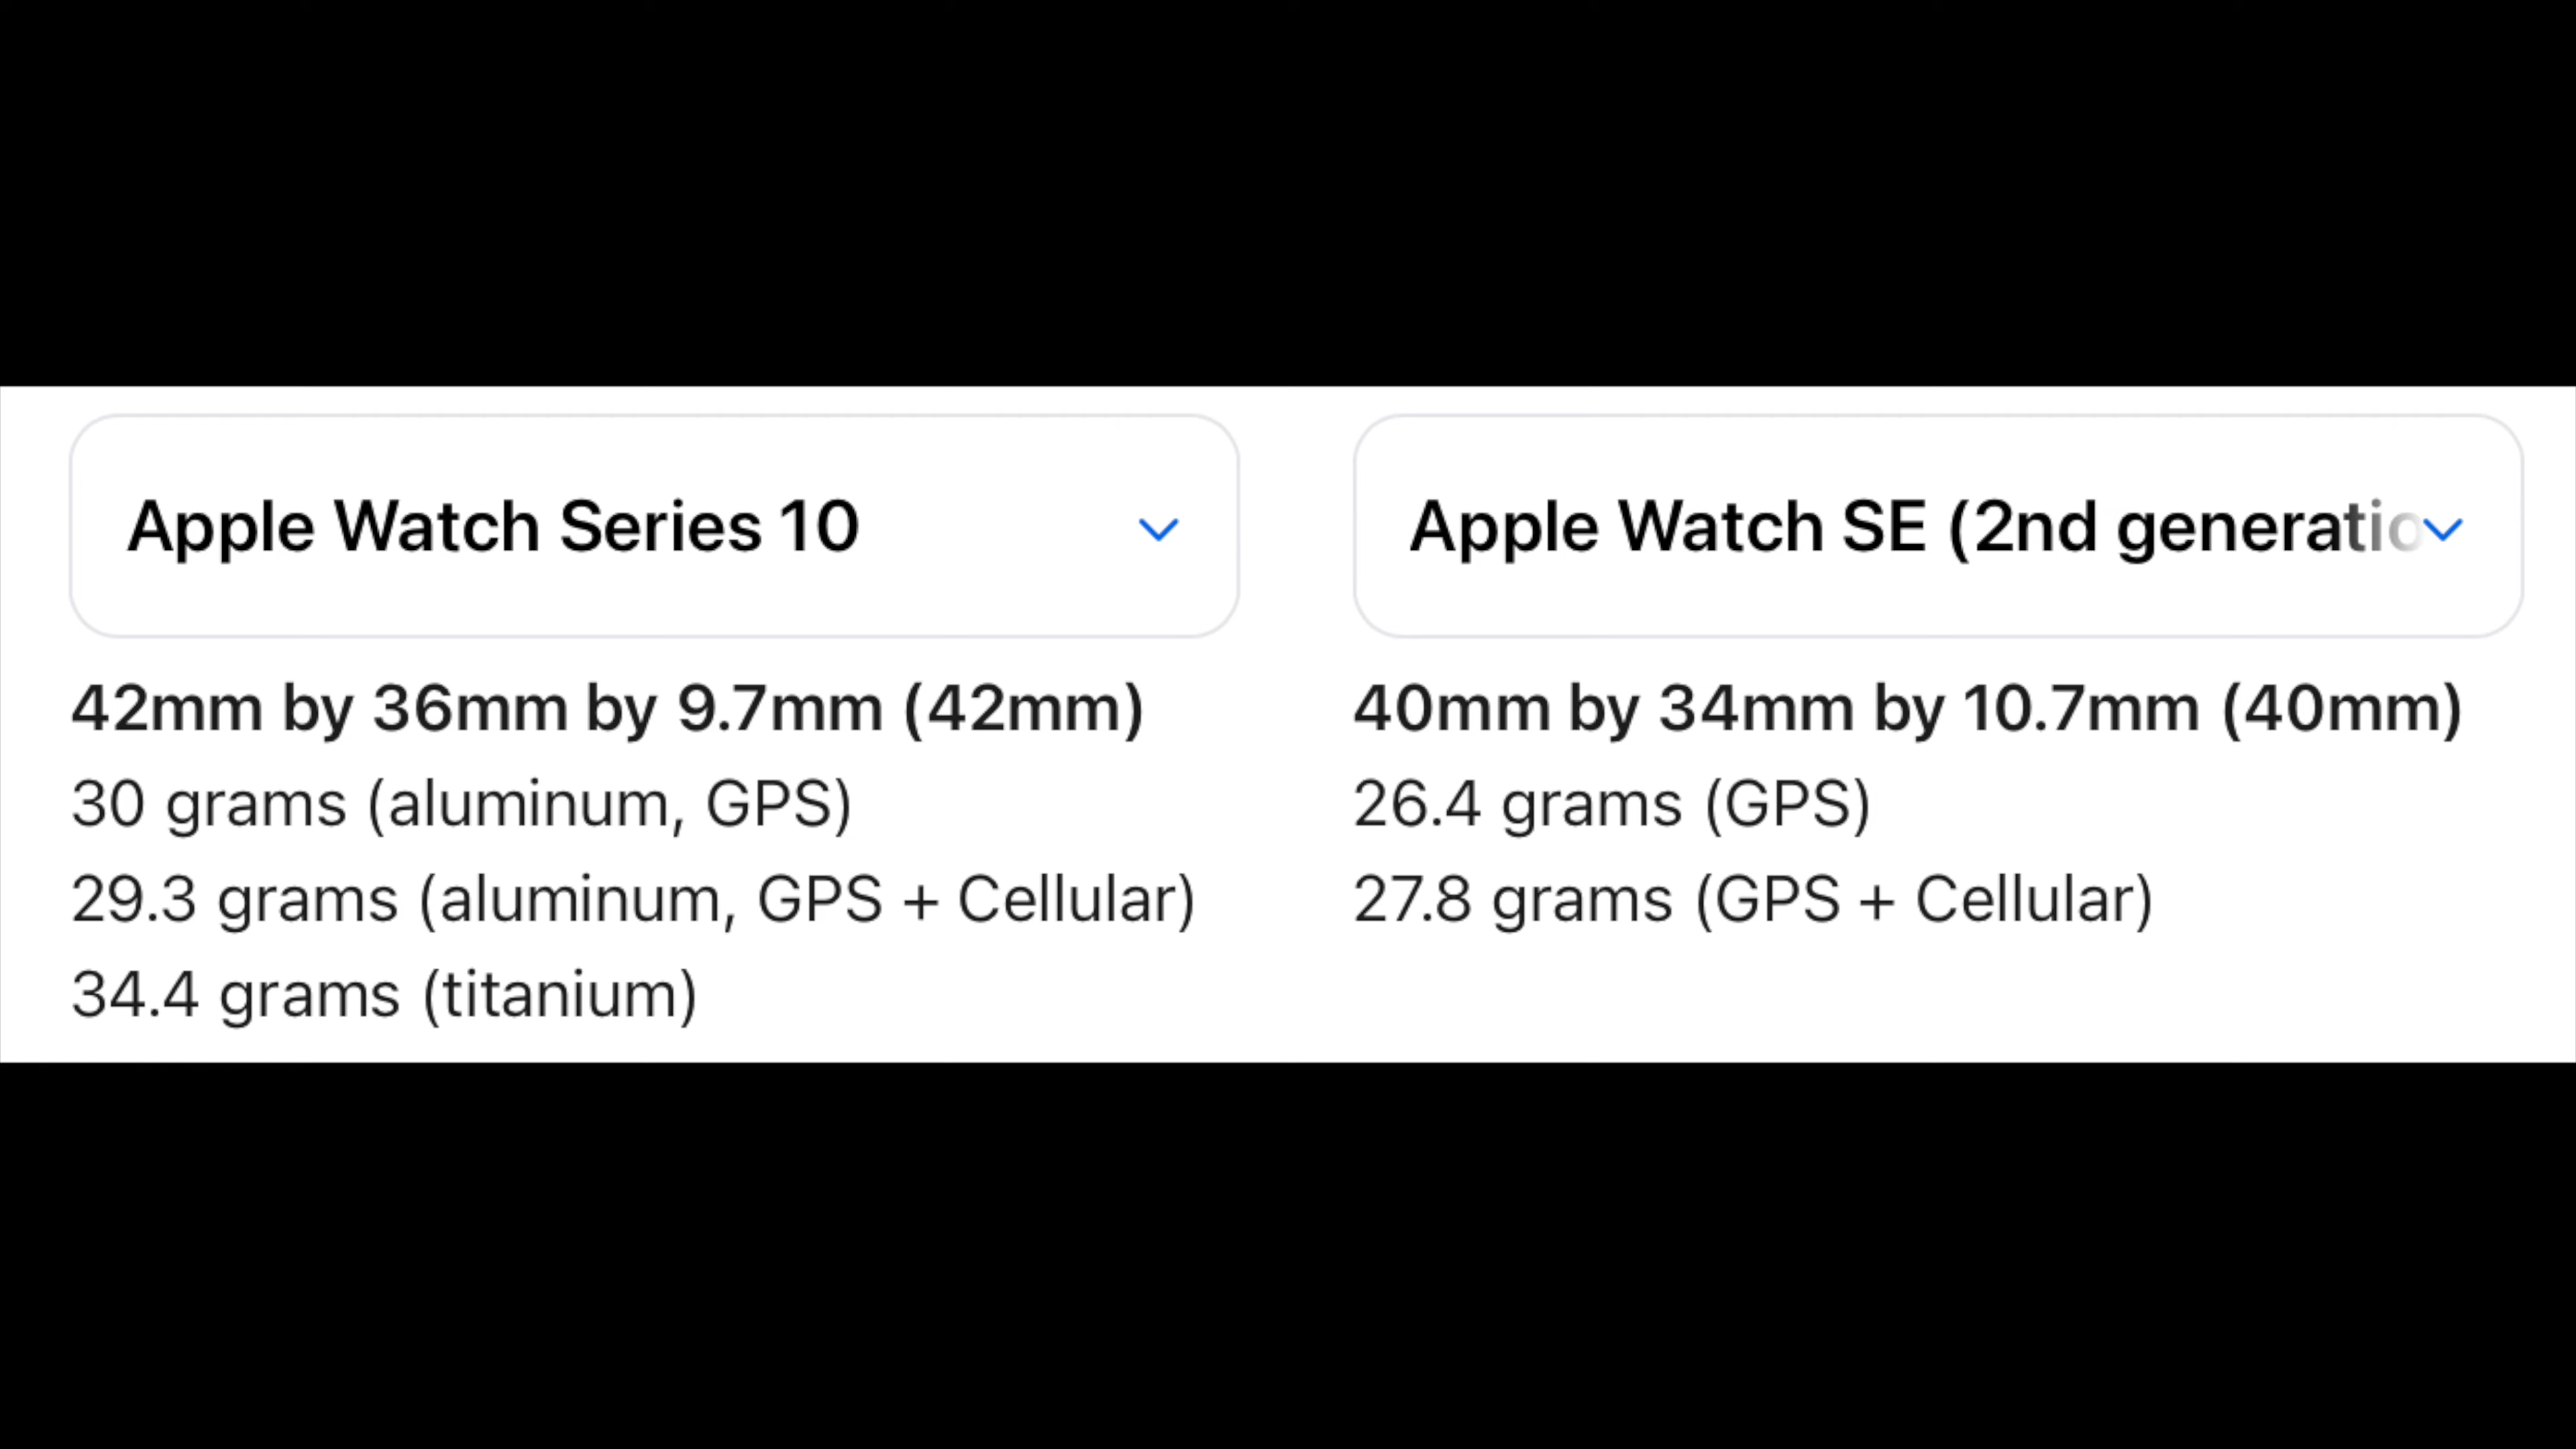 Apple Watch Series 10
42mm by 36mm by 9.7mm (42mm)
30 grams (aluminum, GPS)
29.3 grams (aluminum, GPS + Cellular)
34.4 grams (titanium)
Apple Watch SE (2nd generatio
40mm by 34mm by 10.7mm (40mm)
26.4 grams (GPS)
27.8 grams (GPS + Cellular)